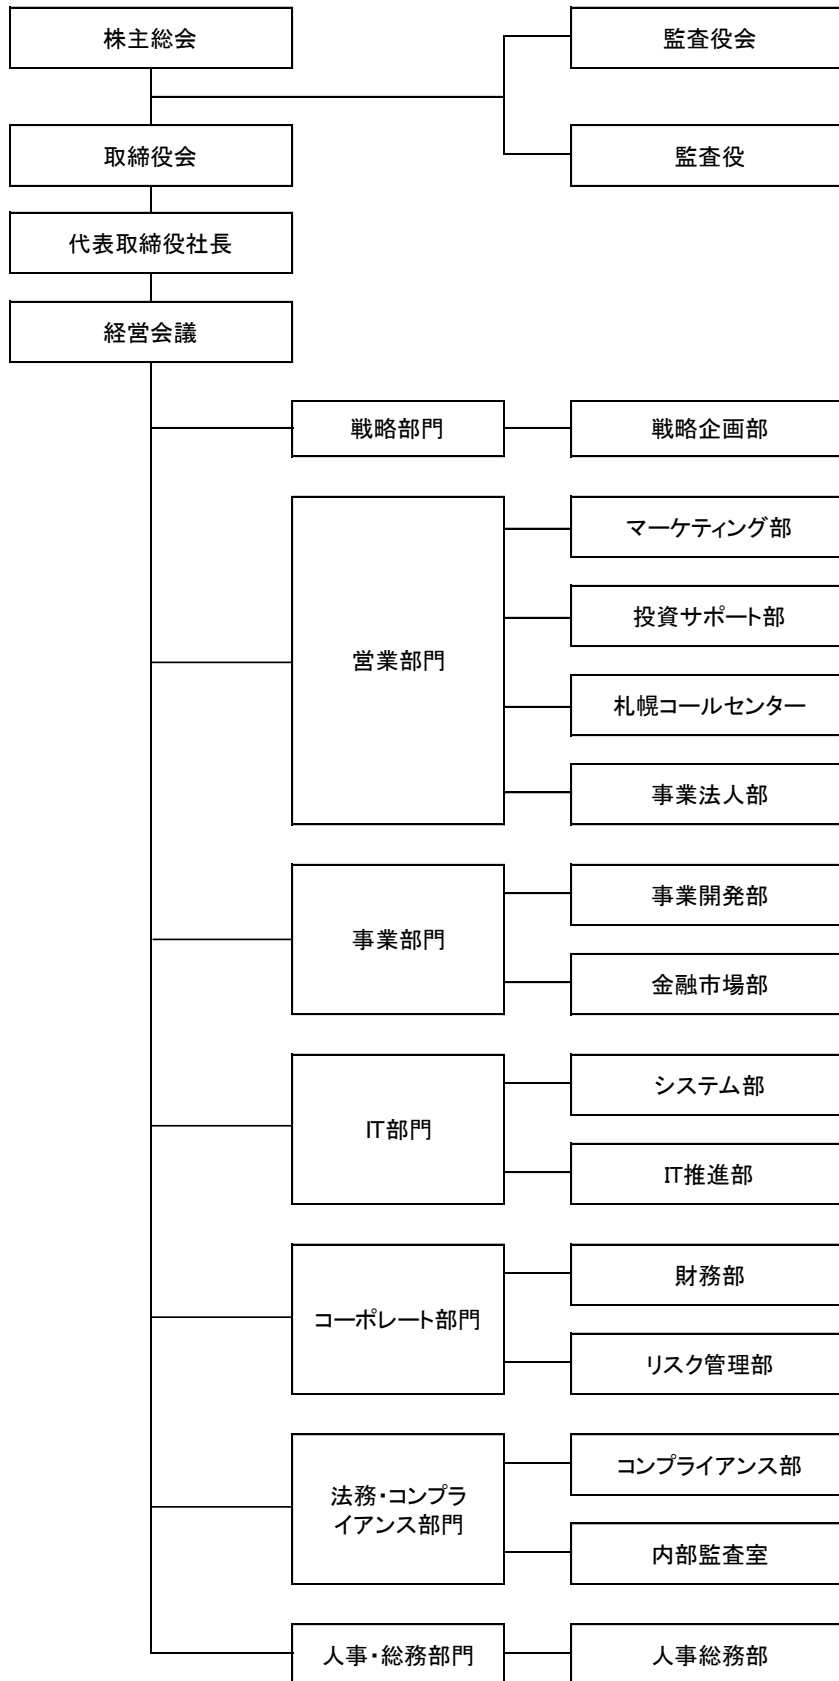 株主総会
監査役会
取締役会
監査役
代表取締役社長
経営会議
戦略部門
戦略企画部
営業部門
マーケティング部
投資サポート部
札幌コールセンター
事業法人部
事業部門
事業開発部
金融市場部
IT部門
システム部
IT推進部
コーポレート部門
財務部
リスク管理部
法務・コンプラ
イアンス部門
コンプライアンス部
内部監査室
人事・総務部門
人事総務部